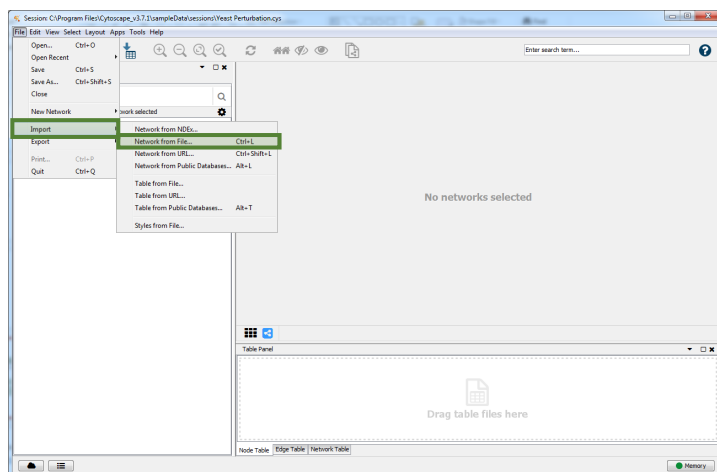 Session: C:\Program Files\Cytoscape_v3.7.1\sampleData\sessions\Yeast Perturbation.cys
File Edit View Select Layout Apps Tools Help
Open... Ctrl+O
Open Recent
Save Ctrl+S
Save As... Ctrl+Shift+S
Close
New Network
Import
Export
Print... Ctrl+P
Quit Ctrl+Q
Enter search term...
?
work selected
Network from NDEx...
Network from File... Ctrl+L
Network from URL... Ctrl+Shift+L
Network from Public Databases... Alt+L
Table from File...
Table from URL...
Table from Public Databases... Alt+T
Styles from File...
No networks selected
Table Panel
Drag table files here
Node Table Edge Table Network Table
Memory